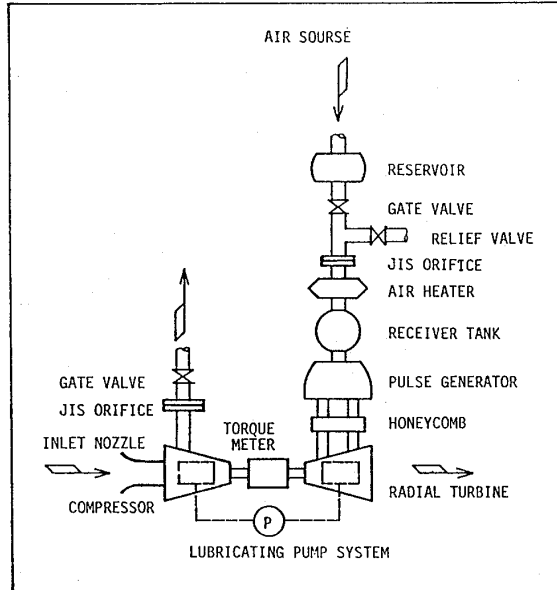 AIR SOURSE
RESERVOIR
GATE VALVE
RELIEF VALVE
JIS ORIFICE
AIR HEATER
RECEIVER TANK
PULSE GENERATOR
HONEYCOMB
RADIAL TURBINE
GATE VALVE
JIS ORIFICE
INLET NOZZLE
COMPRESSOR
TORQUE
METER
P
LUBRICATING PUMP SYSTEM